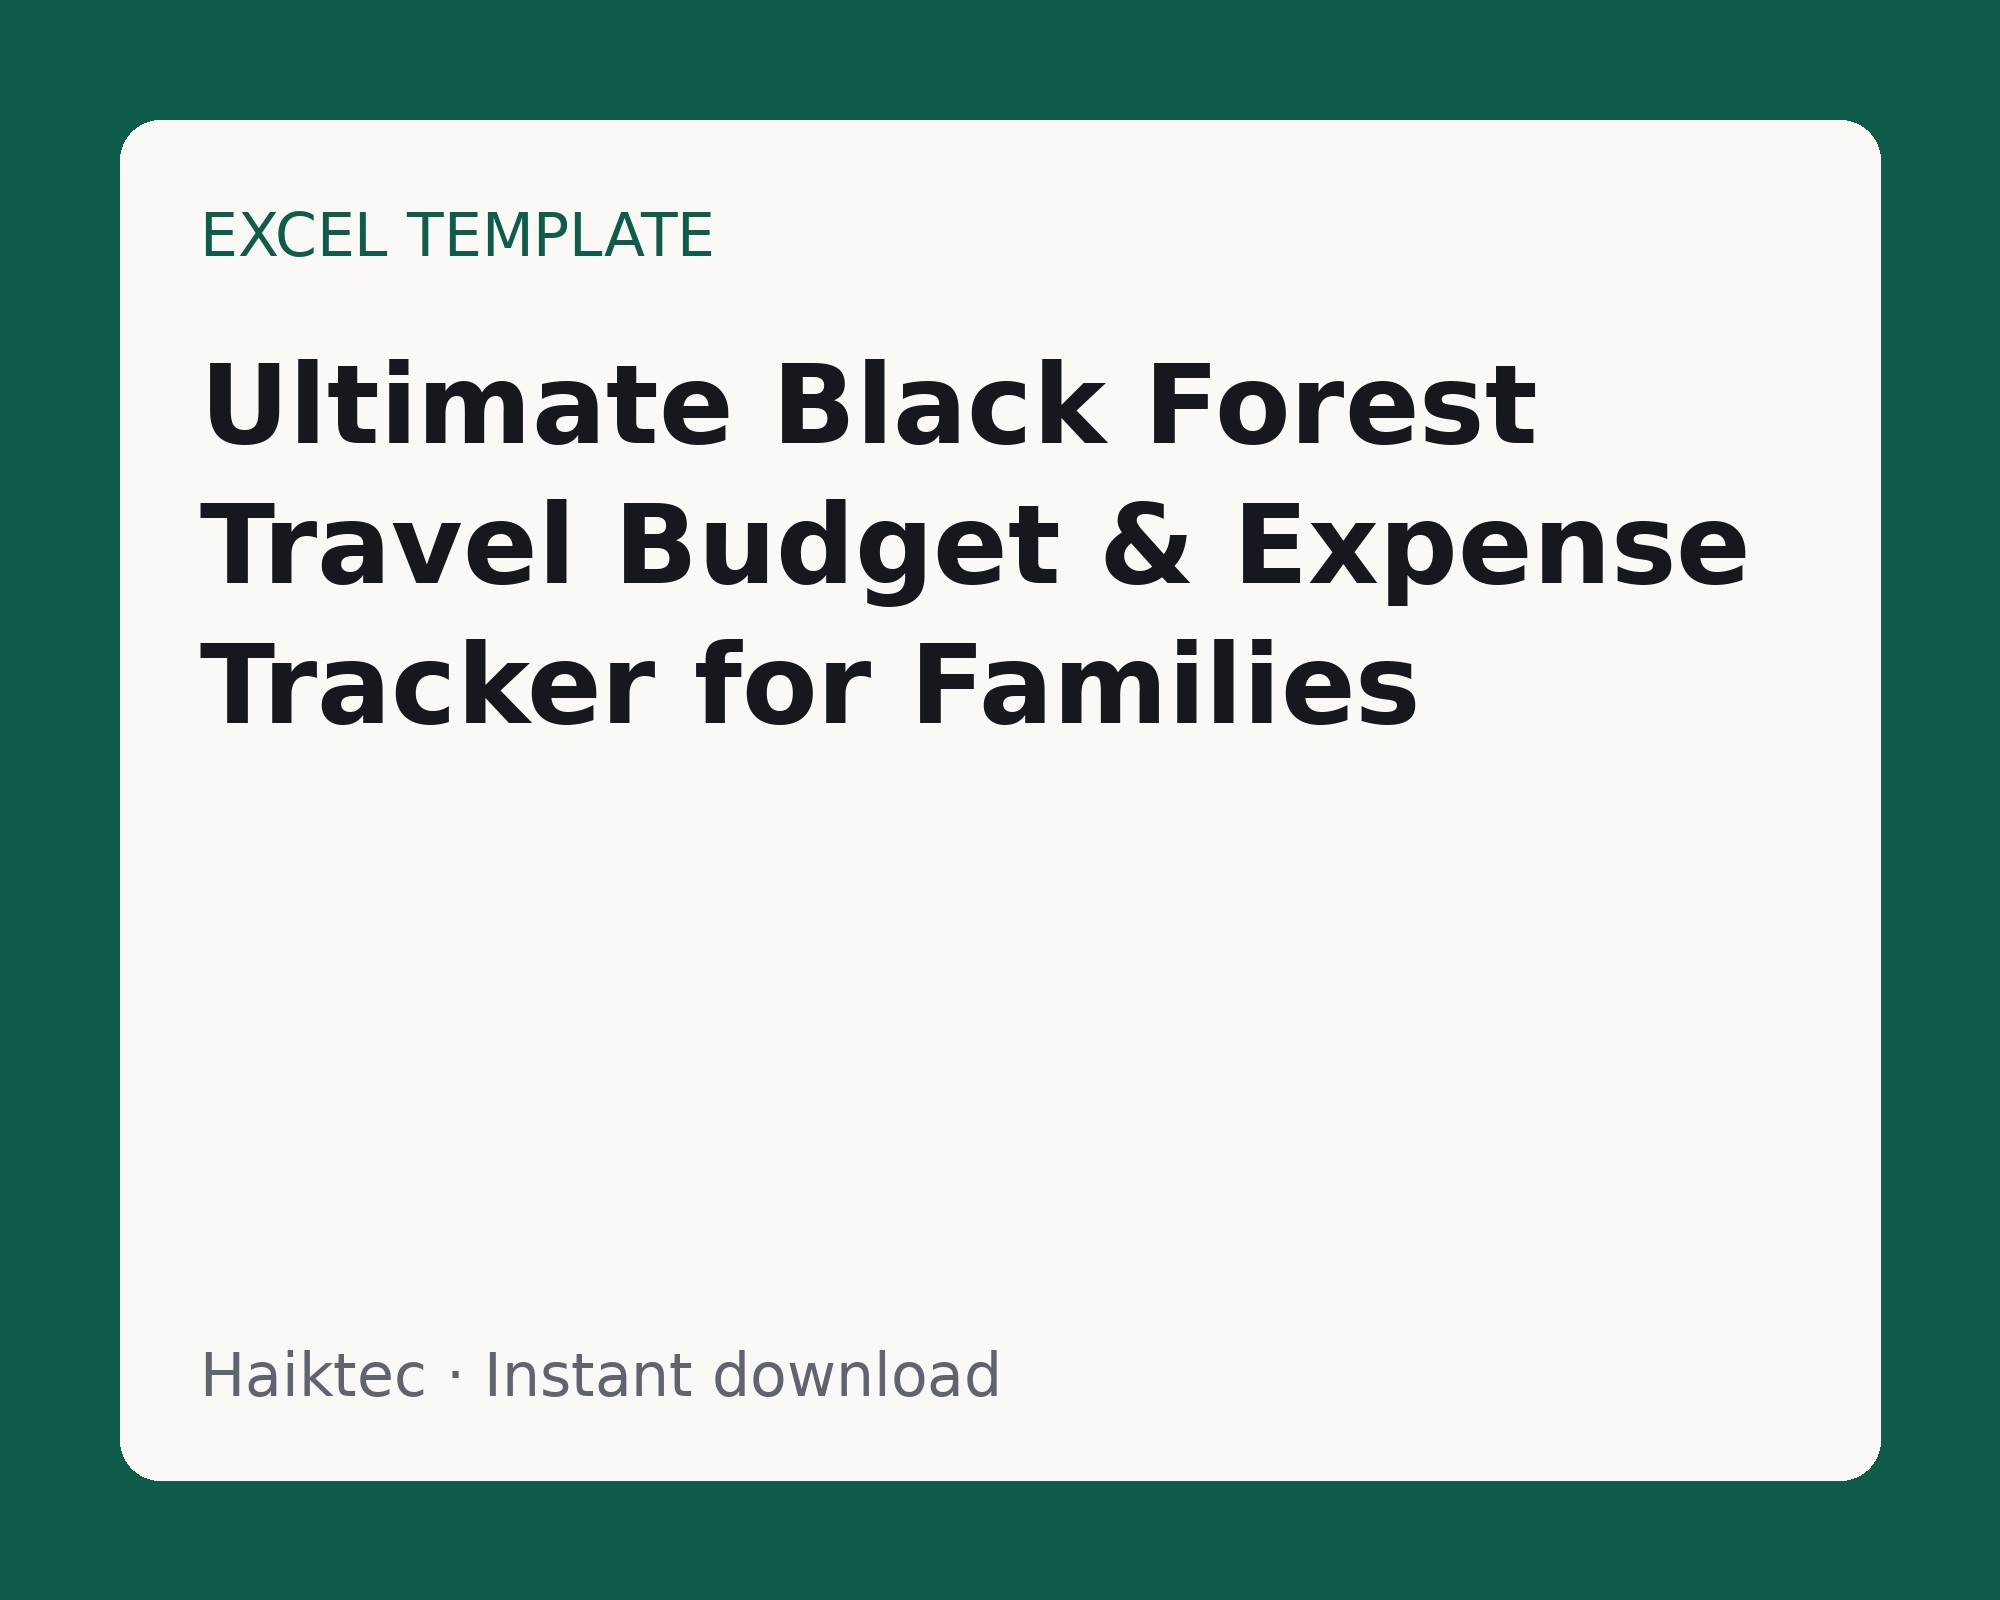 EXCEL TEMPLATE
Ultimate Black Forest
Travel Budget & Expense
Tracker for Families
Haiktec · Instant download